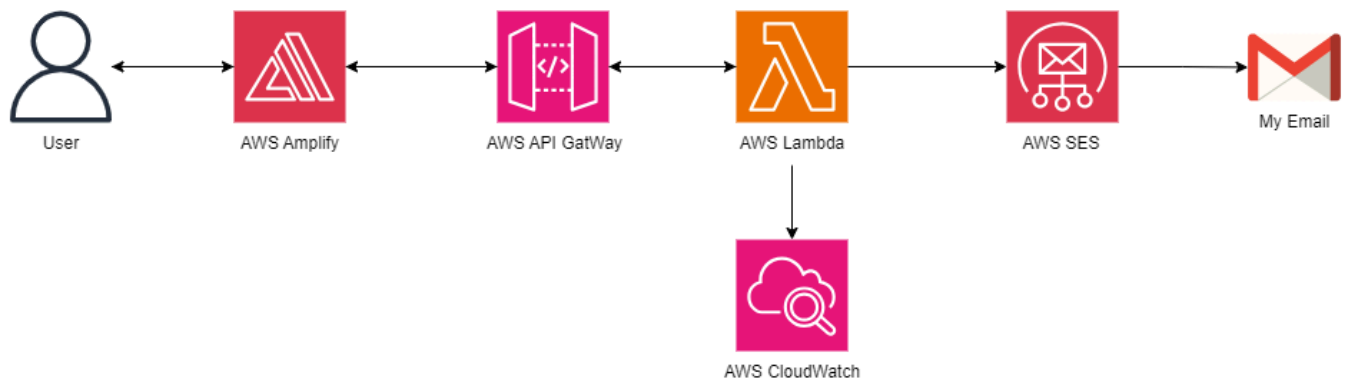 User
AWS Amplify
AWS API GatWay
</>
AWS Lambda
AWS SES
My Email
AWS CloudWatch